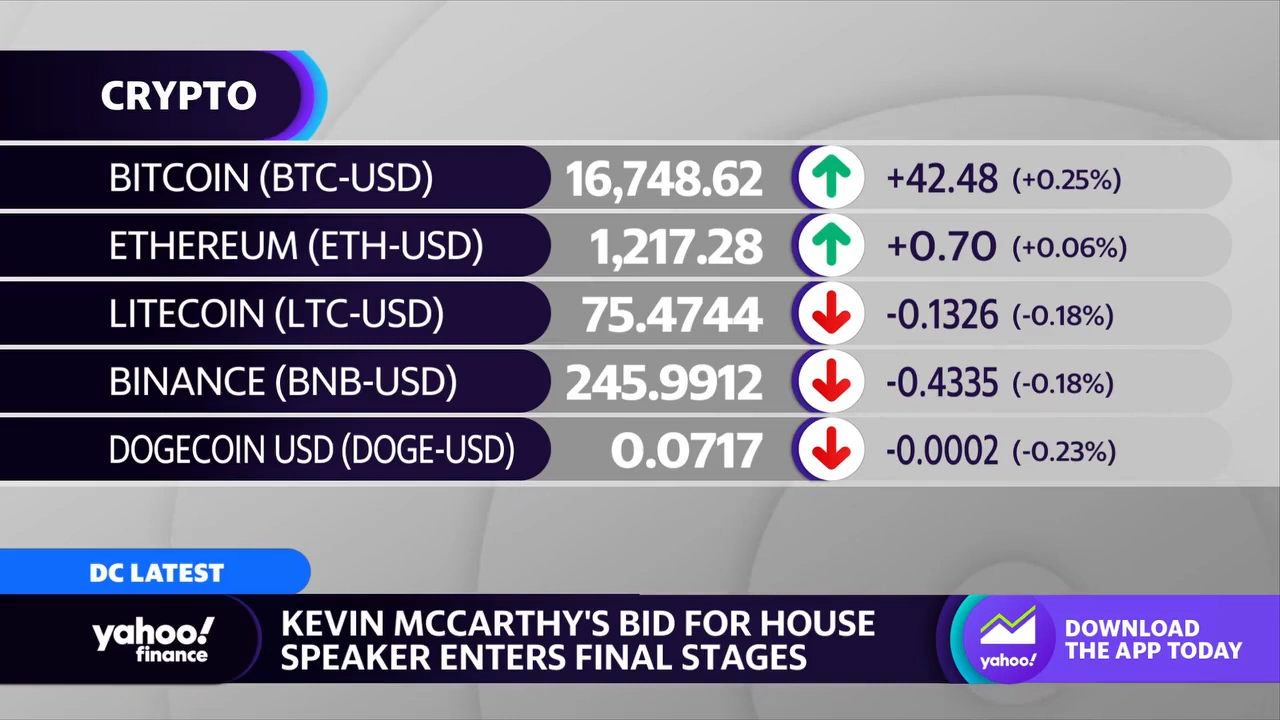 CRYPTO
BITCOIN (BTC-USD) 16,748.62 +42.48 (+0.25%)
ETHEREUM (ETH-USD) 1,217.28 +0.70 (+0.06%)
LITECOIN (LTC-USD) 75.4744 -0.1326 (-0.18%)
BINANCE (BNB-USD) 245.9912 -0.4335 (-0.18%)
DOGECOIN USD (DOGE-USD) 0.0717 -0.0002 (-0.23%)
DC LATEST
yahoo!
finance
KEVIN MCCARTHY'S BID FOR HOUSE
SPEAKER ENTERS FINAL STAGES
yahoo!
DOWNLOAD
THE APP TODAY